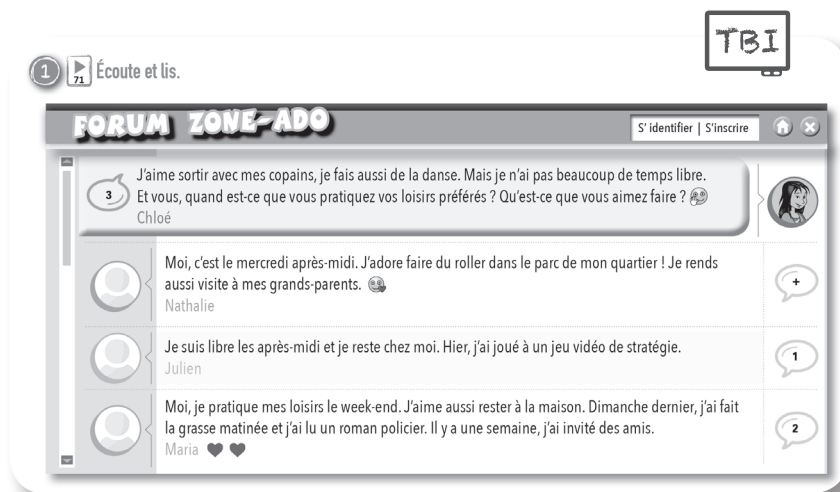 TBI
1 71 Écoute et lis.
FORUM ZONE-ADO
S' identifier | S'inscrire
J'aime sortir avec mes copains, je fais aussi de la danse. Mais je n'ai pas beaucoup de temps libre.
3 Et vous, quand est-ce que vous pratiquez vos loisirs préférés ? Qu'est-ce que vous aimez faire ?
Chloé
Moi, c'est le mercredi après-midi. J'adore faire du roller dans le parc de mon quartier ! Je rends
aussi visite à mes grands-parents. +
Nathalie
Je suis libre les après-midi et je reste chez moi. Hier, j'ai joué à un jeu vidéo de stratégie. 1
Julien
Moi, je pratique mes loisirs le week-end. J'aime aussi rester à la maison. Dimanche dernier, j'ai fait
la grasse matinée et j'ai lu un roman policier. Il y a une semaine, j'ai invité des amis. 2
Maria